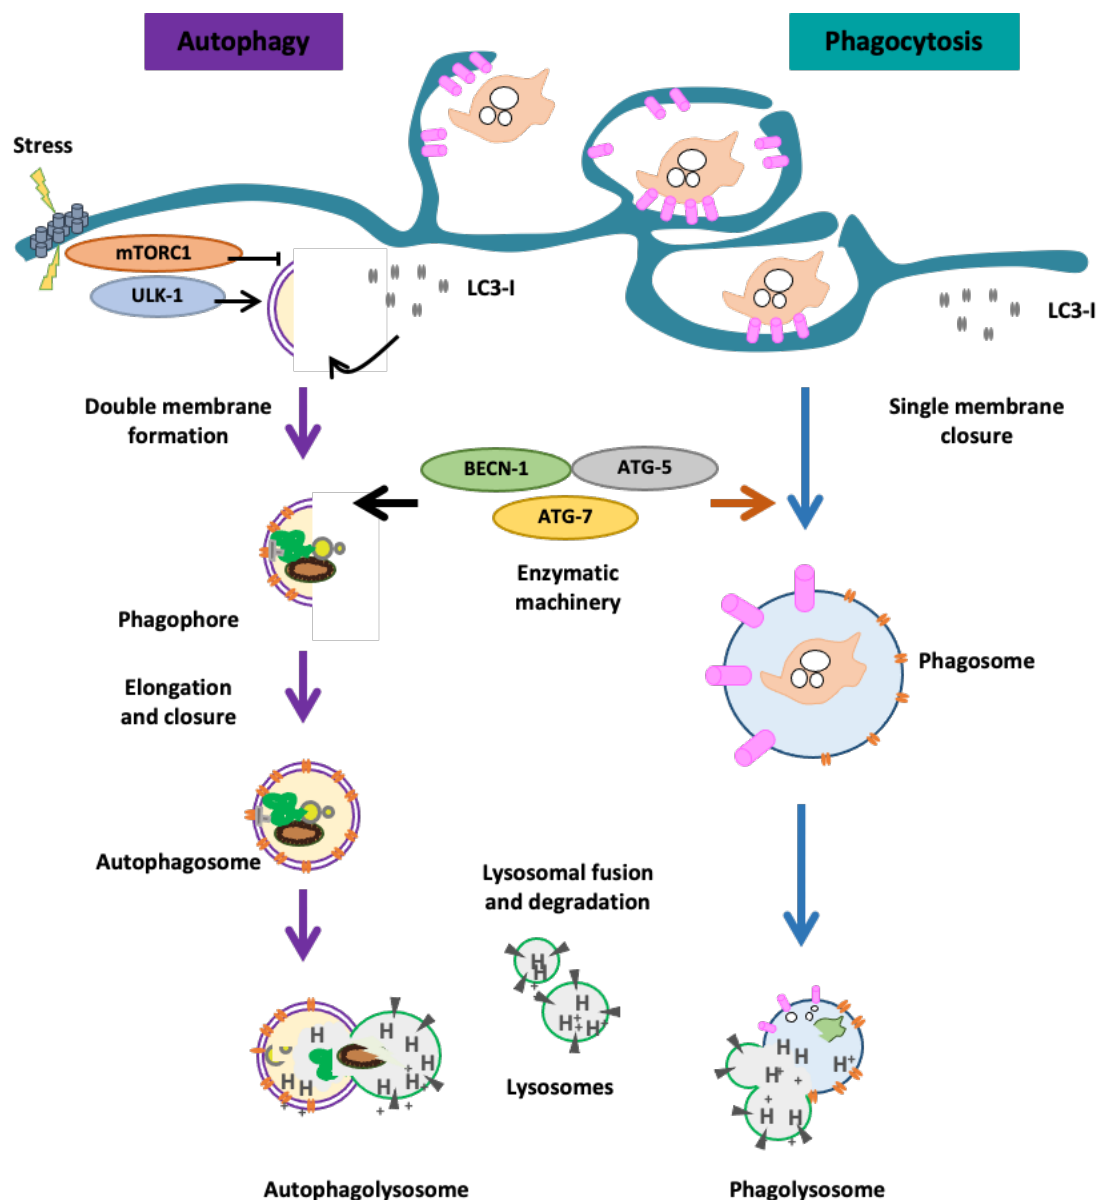 Autophagy
Phagocytosis
Stress
mTORC1
ULK-1
LC3-I
LC3-I
Double membrane
formation
Single membrane
closure
BECN-1
ATG-5
ATG-7
Enzymatic
machinery
Phagophore
Phagosome
Elongation
and closure
Autophagosome
Lysosomal fusion
and degradation
H
H
+
H
+
H
+
H
+
Lysosomes
H
H
H
+
+
H
H
H
+
H
H
+
+
+
H
H
H+
H
+
+
+
H
H
+
Autophagolysosome
Phagolysosome